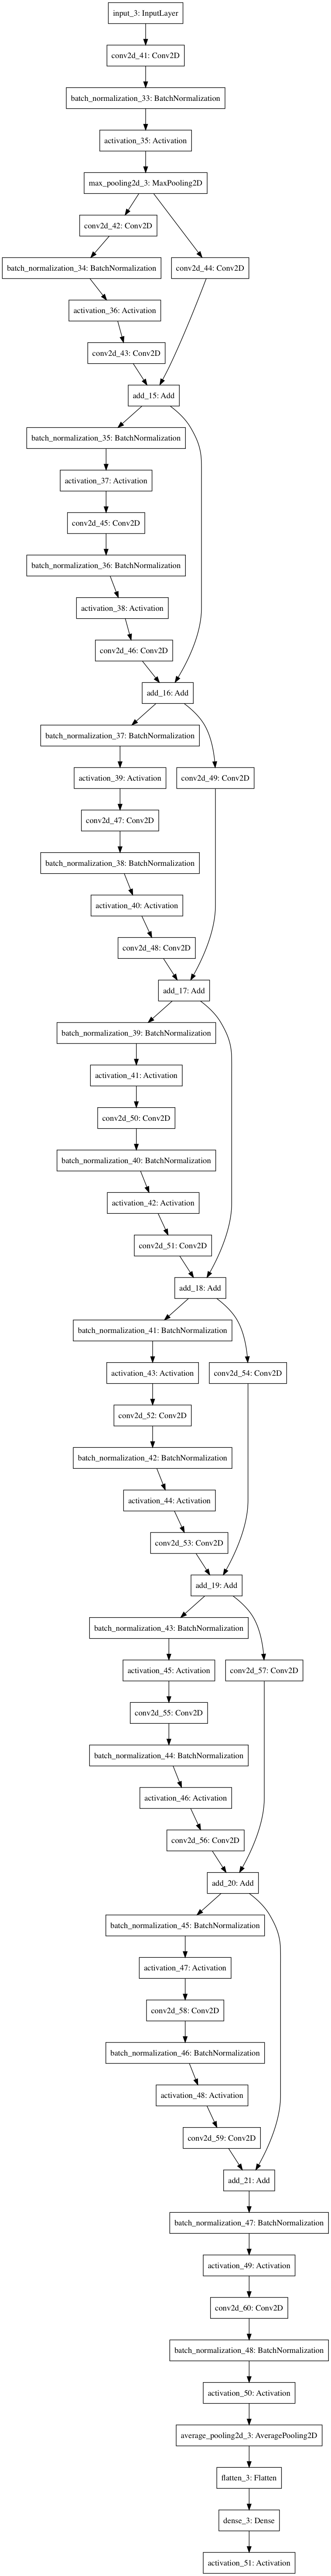 input_3: InputLayer
conv2d_41: Conv2D
batch_normalization_33: BatchNormalization
activation_35: Activation
max_pooling2d_3: MaxPooling2D
conv2d_42: Conv2D
batch_normalization_34: BatchNormalization
conv2d_44: Conv2D
activation_36: Activation
conv2d_43: Conv2D
add_15: Add
batch_normalization_35: BatchNormalization
activation_37: Activation
conv2d_45: Conv2D
batch_normalization_36: BatchNormalization
activation_38: Activation
conv2d_46: Conv2D
add_16: Add
batch_normalization_37: BatchNormalization
activation_39: Activation
conv2d_49: Conv2D
conv2d_47: Conv2D
batch_normalization_38: BatchNormalization
activation_40: Activation
conv2d_48: Conv2D
add_17: Add
batch_normalization_39: BatchNormalization
activation_41: Activation
conv2d_50: Conv2D
batch_normalization_40: BatchNormalization
activation_42: Activation
conv2d_51: Conv2D
add_18: Add
batch_normalization_41: BatchNormalization
activation_43: Activation
conv2d_54: Conv2D
conv2d_52: Conv2D
batch_normalization_42: BatchNormalization
activation_44: Activation
conv2d_53: Conv2D
add_19: Add
batch_normalization_43: BatchNormalization
activation_45: Activation
conv2d_57: Conv2D
conv2d_55: Conv2D
batch_normalization_44: BatchNormalization
activation_46: Activation
conv2d_56: Conv2D
add_20: Add
batch_normalization_45: BatchNormalization
activation_47: Activation
conv2d_58: Conv2D
batch_normalization_46: BatchNormalization
activation_48: Activation
conv2d_59: Conv2D
add_21: Add
batch_normalization_47: BatchNormalization
activation_49: Activation
conv2d_60: Conv2D
batch_normalization_48: BatchNormalization
activation_50: Activation
average_pooling2d_3: AveragePooling2D
flatten_3: Flatten
dense_3: Dense
activation_51: Activation